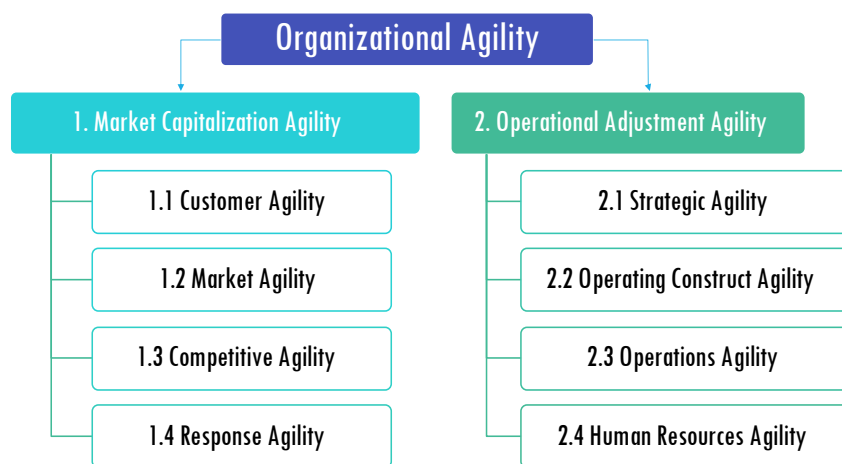 Organizational Agility
1. Market Capitalization Agility
1.1 Customer Agility
1.2 Market Agility
1.3 Competitive Agility
1.4 Response Agility
2. Operational Adjustment Agility
2.1 Strategic Agility
2.2 Operating Construct Agility
2.3 Operations Agility
2.4 Human Resources Agility